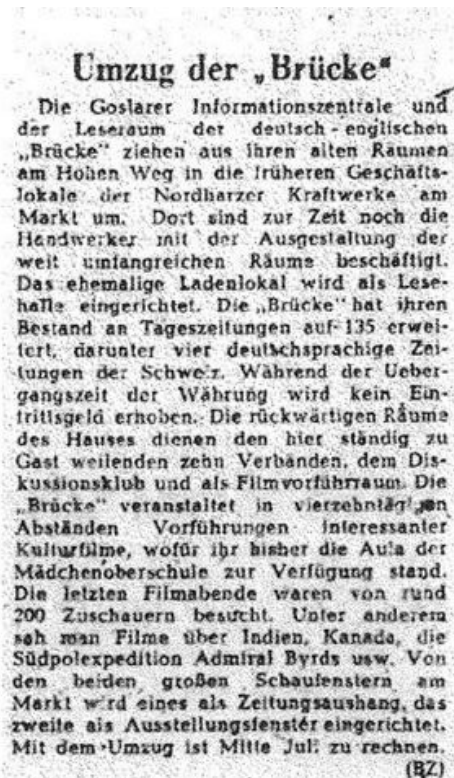 Umzug der „Brücke“
Die Goslarer Informationszentrale und
der Leseraum der deutsch-englischen
„Brücke“ ziehen aus ihren alten Räumen
am Hohen Weg in die früheren Geschäfts-
lokale der Nordharzer Kraftwerke am
Markt um. Dort sind zur Zeit noch die
Handwerker mit der Ausgestaltung der
weit umfangreichen Räume beschäftigt.
Das ehemalige Ladenlokal wird als Lese-
halle eingerichtet. Die „Brücke“ hat ihren
Bestand an Tageszeitungen auf 135 erwei-
tert, darunter vier deutschsprachige Zei-
tungen der Schweiz. Während der Ueber-
gangszeit der Währung wird kein Ein-
trittsgeld erhoben. Die rückwärtigen Räume
des Hauses dienen den hier ständig zu
Gast weilenden zehn Verbänden, dem Dis-
kussionsklub und als Filmvorführraum. Die
„Brücke“ veranstaltet in vierzehntägigen
Abständen Vorführungen interessanter
Kulturfilme, wofür ihr bisher die Aula der
Mädchenoberschule zur Verfügung stand.
Die letzten Filmabende waren von rund
200 Zuschauern besucht. Unter anderem
sah man Filme über Indien, Kanada, die
Südpolexpedition Admiral Byrds usw. Von
den beiden großen Schaufenstern am
Markt wird eines als Zeitungsaushang, das
zweite als Ausstellungsfenster eingerichtet.
Mit dem Umzug ist Mitte Juli zu rechnen.
(BZ)